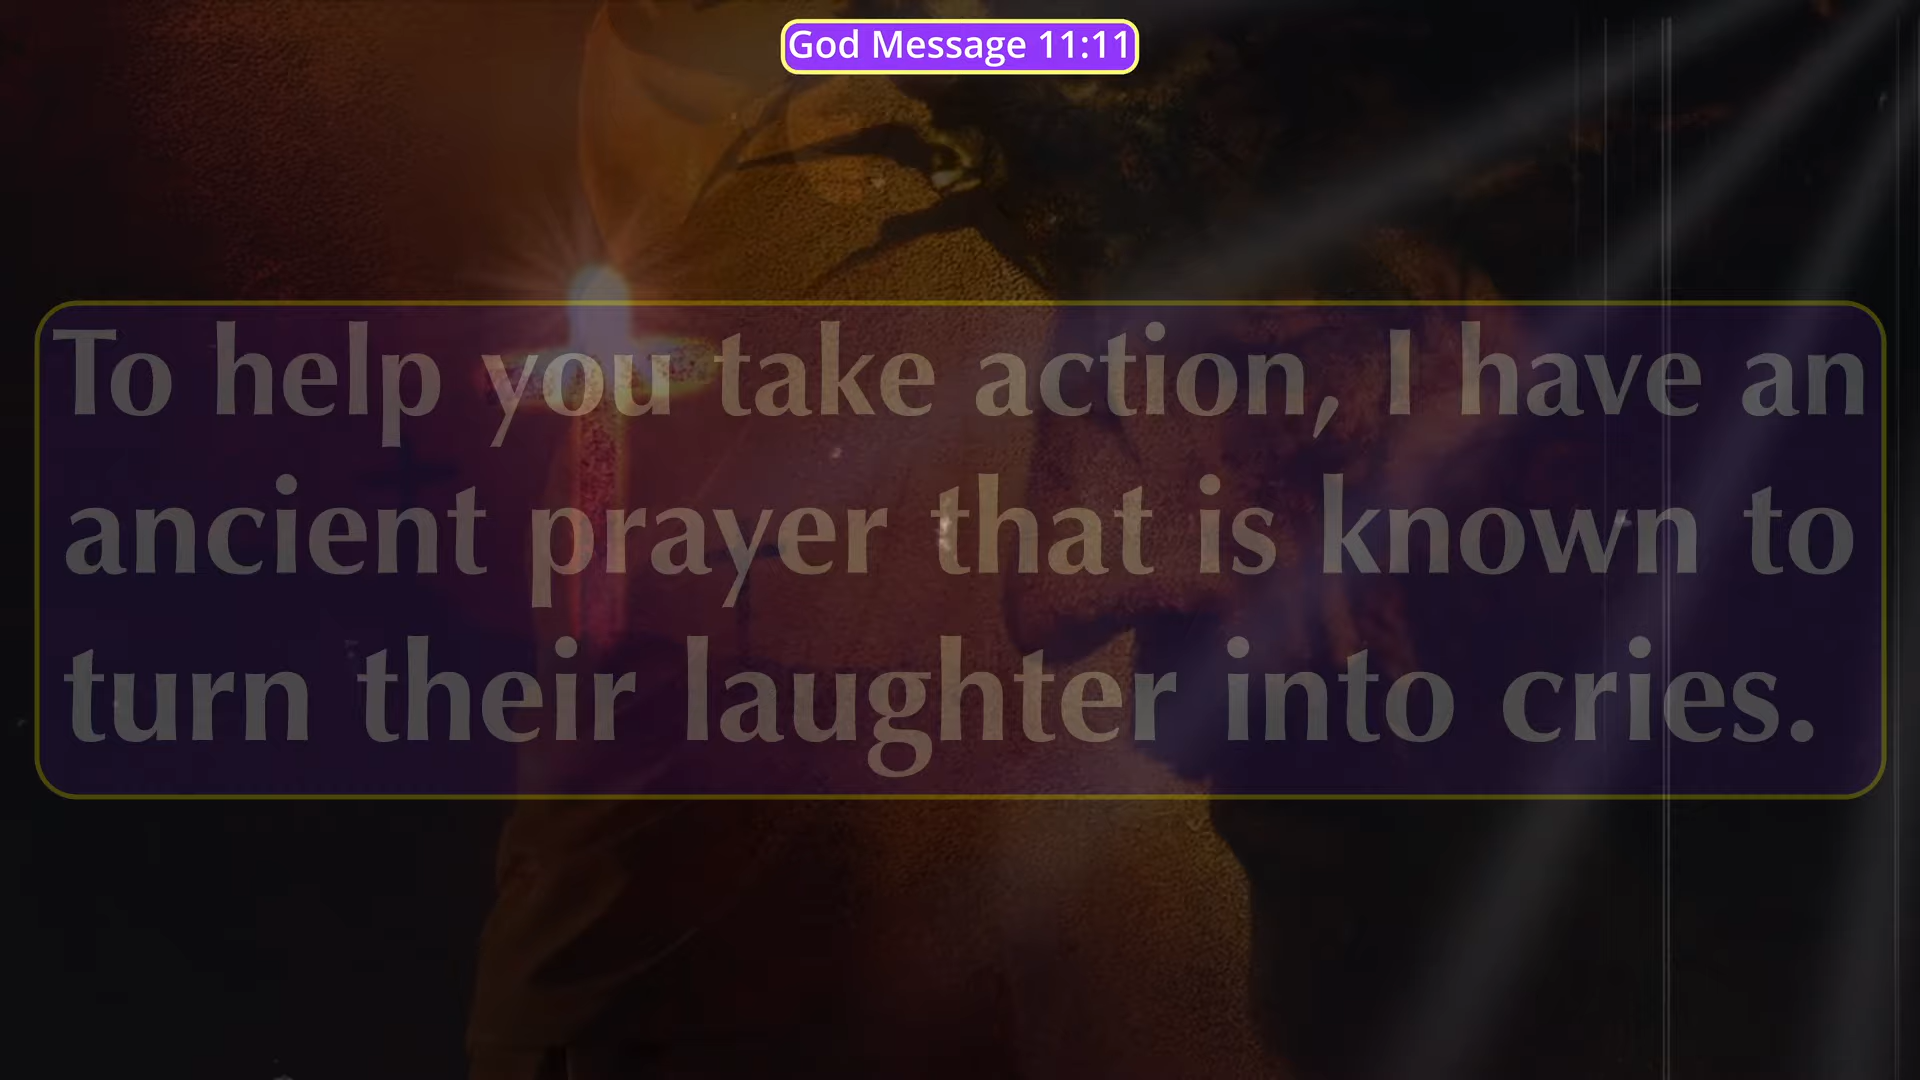 God Message 11:11
To help you take action, I have an
ancient prayer that is known to
turn their laughter into cries.